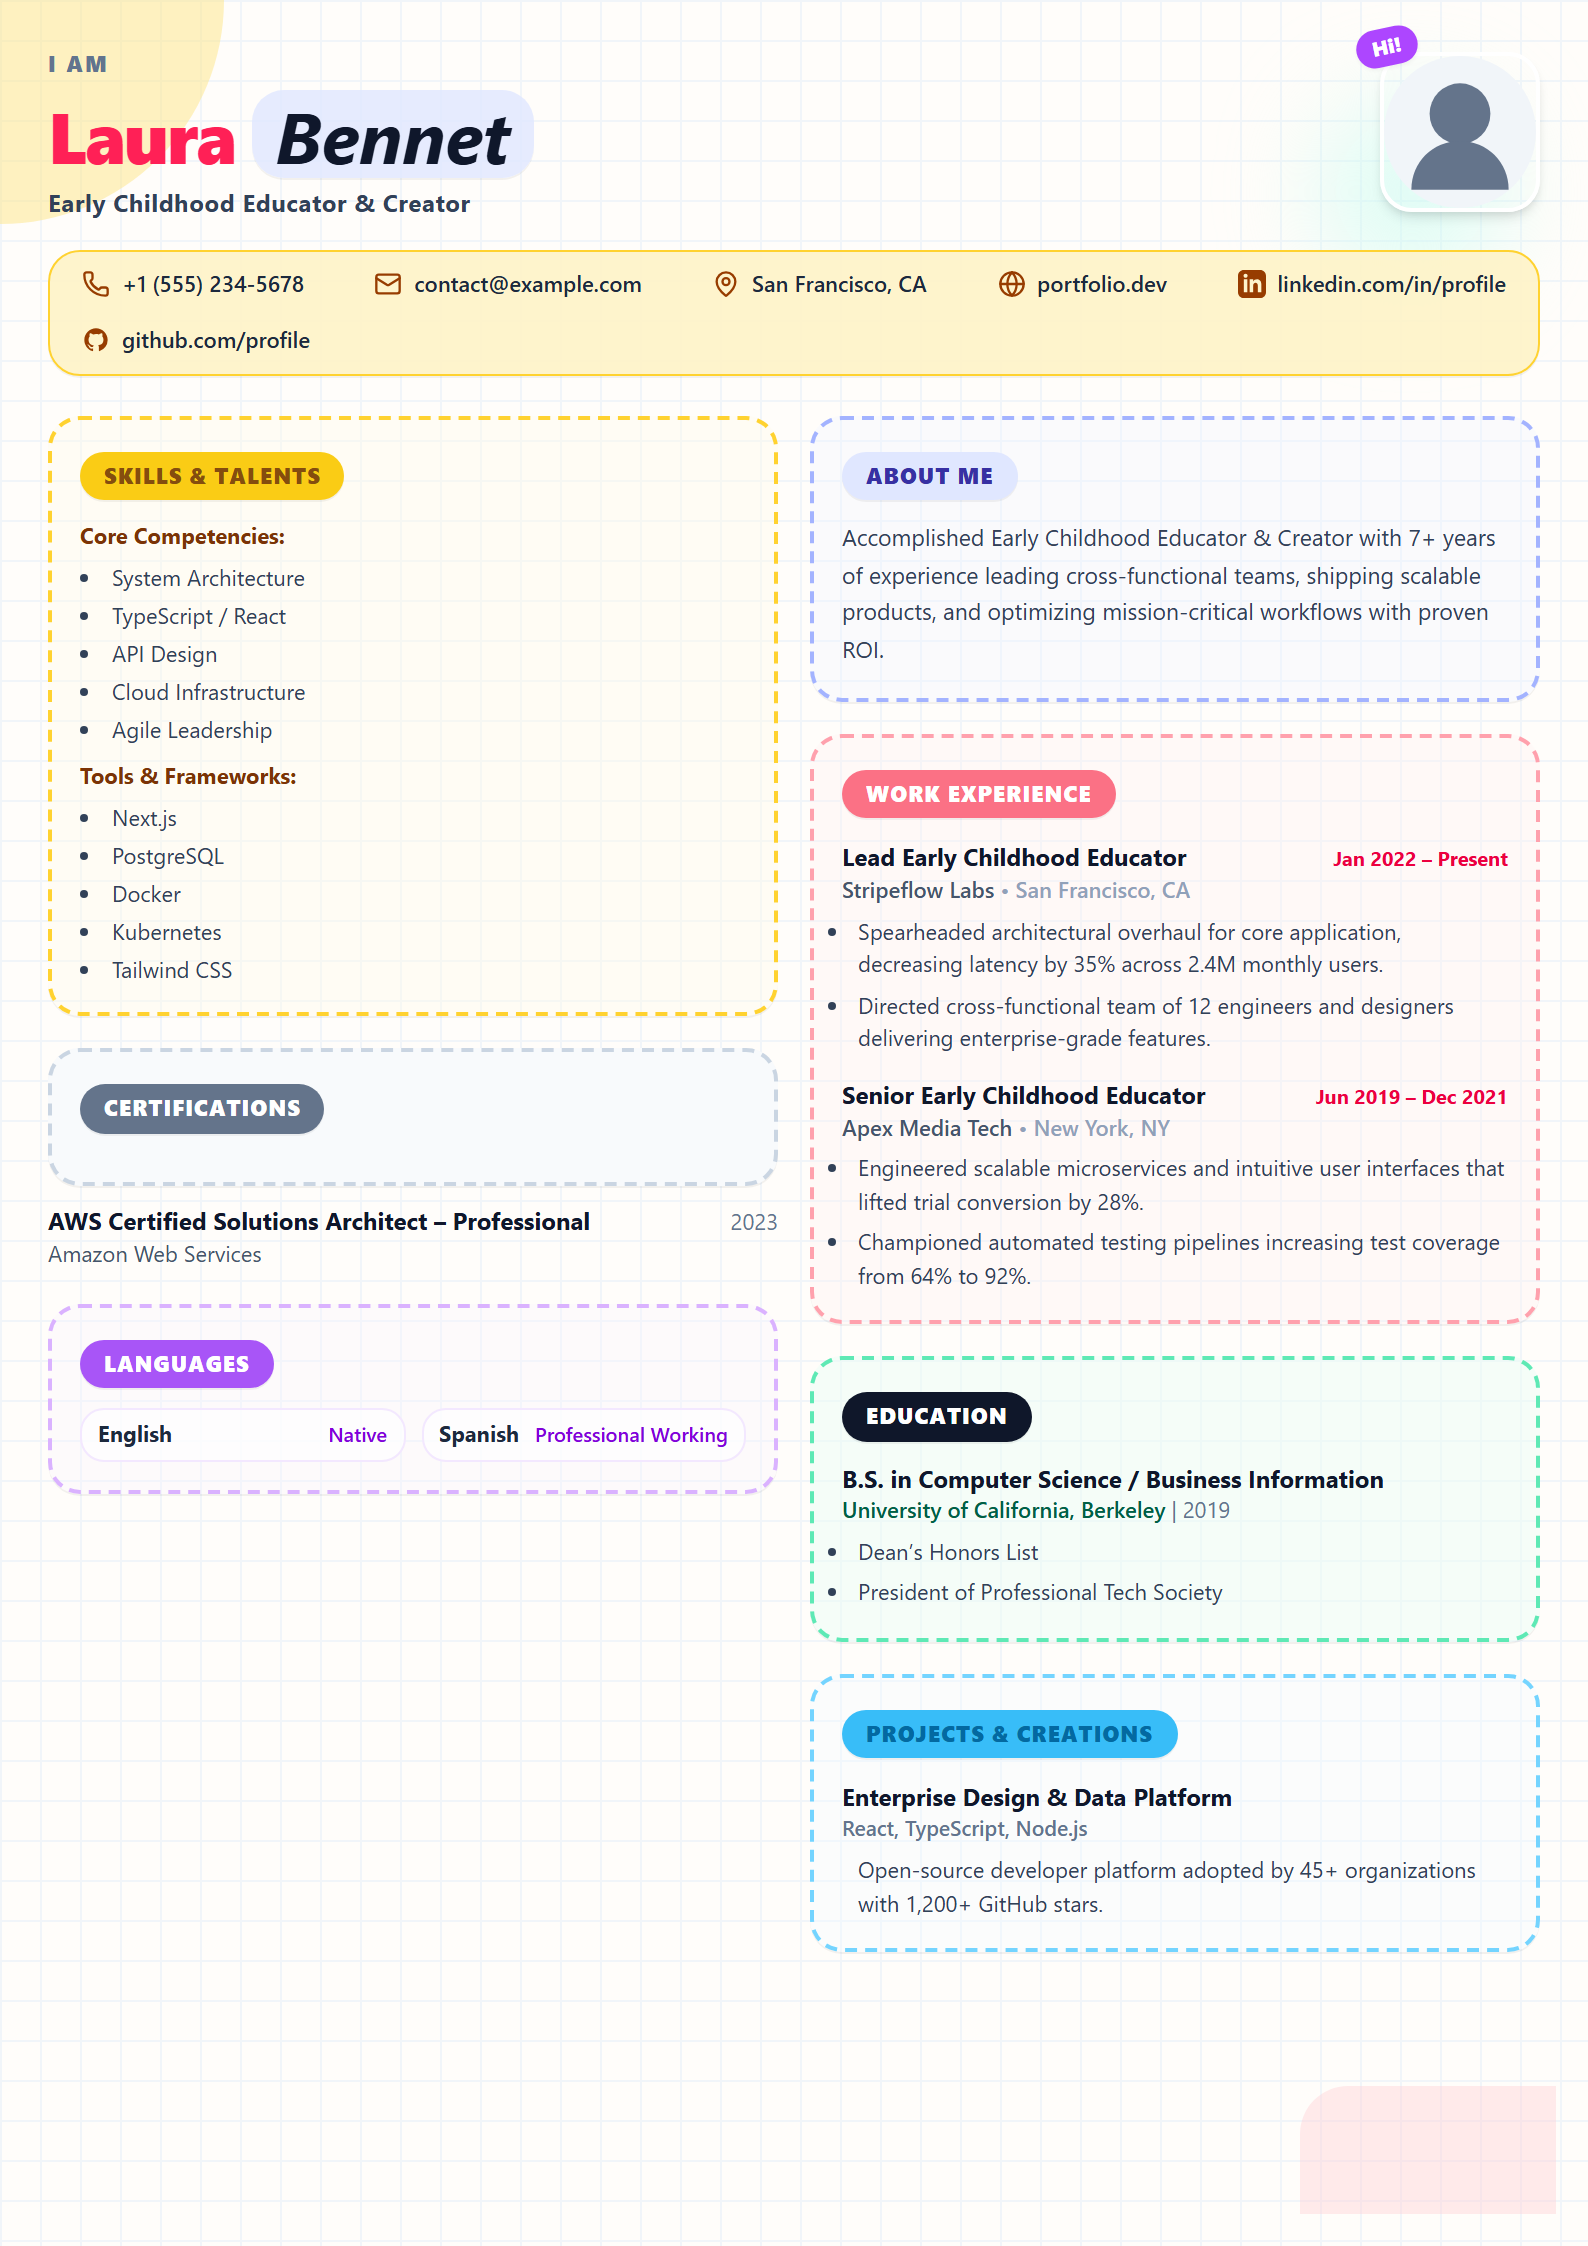 I AM
Hi!
Laura Bennet
Early Childhood Educator & Creator
+1 (555) 234-5678
contact@example.com
San Francisco, CA
portfolio.dev
linkedin.com/in/profile
github.com/profile
SKILLS & TALENTS
Core Competencies:
• System Architecture
• TypeScript / React
• API Design
• Cloud Infrastructure
• Agile Leadership
Tools & Frameworks:
• Next.js
• PostgreSQL
• Docker
• Kubernetes
• Tailwind CSS
CERTIFICATIONS
AWS Certified Solutions Architect – Professional 2023
Amazon Web Services
LANGUAGES
English Native
Spanish Professional Working
ABOUT ME
Accomplished Early Childhood Educator & Creator with 7+ years
of experience leading cross-functional teams, shipping scalable
products, and optimizing mission-critical workflows with proven
ROI.
WORK EXPERIENCE
Lead Early Childhood Educator Jan 2022 – Present
Stripeflow Labs • San Francisco, CA
• Spearheaded architectural overhaul for core application,
decreasing latency by 35% across 2.4M monthly users.
• Directed cross-functional team of 12 engineers and designers
delivering enterprise-grade features.
Senior Early Childhood Educator Jun 2019 – Dec 2021
Apex Media Tech • New York, NY
• Engineered scalable microservices and intuitive user interfaces that
lifted trial conversion by 28%.
• Championed automated testing pipelines increasing test coverage
from 64% to 92%.
EDUCATION
B.S. in Computer Science / Business Information
University of California, Berkeley | 2019
• Dean’s Honors List
• President of Professional Tech Society
PROJECTS & CREATIONS
Enterprise Design & Data Platform
React, TypeScript, Node.js
Open-source developer platform adopted by 45+ organizations
with 1,200+ GitHub stars.